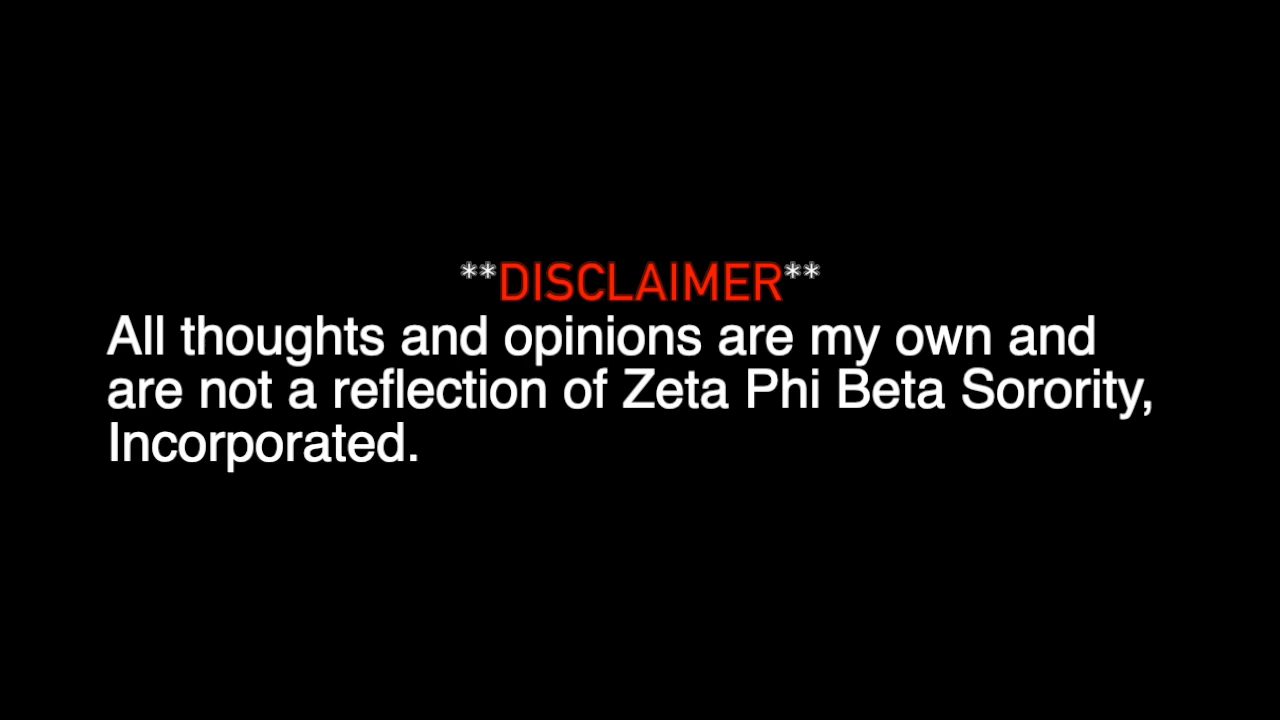 **DISCLAIMER**
All thoughts and opinions are my own and
are not a reflection of Zeta Phi Beta Sorority,
Incorporated.